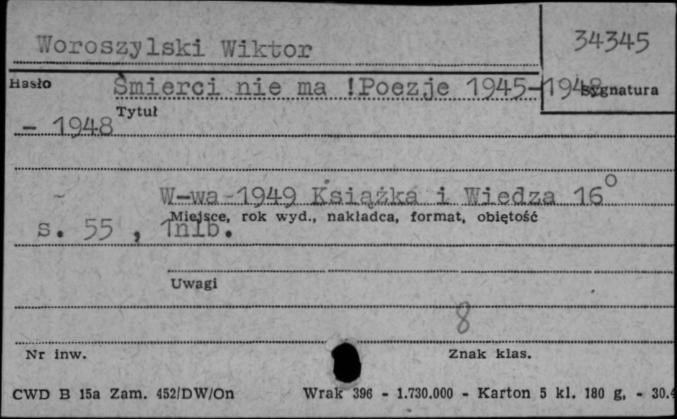 Woroszylski Wiktor
34345
Hasło
Śmierci nie ma !Poezje 1945-1948
Sygnatura
Tytuł
- 1948
W-wa-1949 Książka i Wiedza 16°
Miejsce, rok wyd., nakładca, format, objętość
s. 55 , 1nlb.
Uwagi
8
Nr inw.
Znak klas.
CWD B 15a Zam. 452/DW/On Wrak 396 - 1.730.000 - Karton 5 kl. 180 g, - 30.4